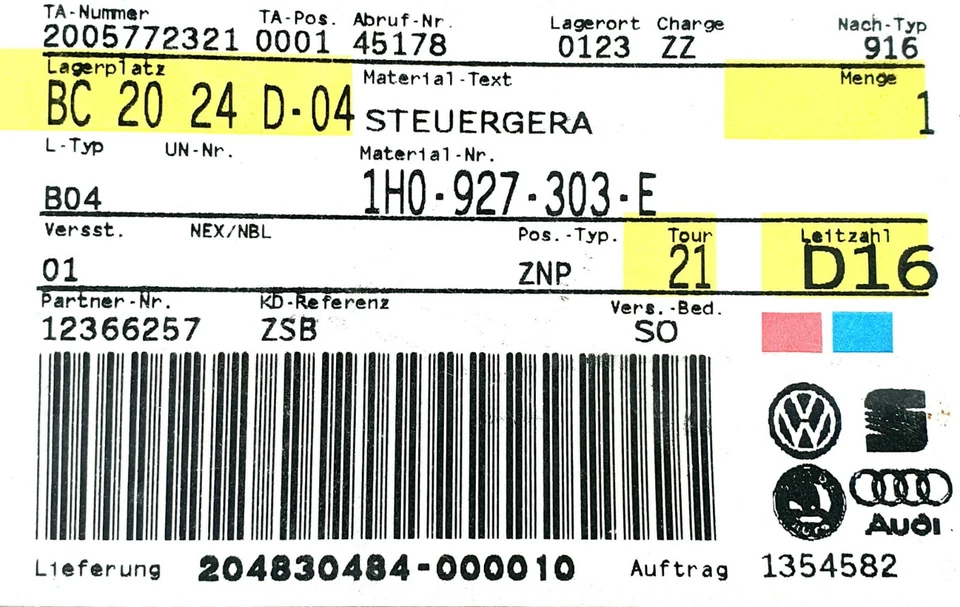 TA-Nummer TA-Pos. Abruf-Nr. Lagerort Charge Nach-Typ
2005772321 0001 45178 0123 ZZ 916
Lagerplatz Material-Text Menge
BC 20 24 D-04 STEUERGERA 1
L-Typ UN-Nr. Material-Nr.
B04 1H0-927-303-E
Versst. NEX/NBL Pos.-Typ. Tour Leitzahl
01 ZNP 21 D16
Partner-Nr. KD-Referenz Vers.-Bed.
12366257 ZSB SO
Audi
Lieferung 204830484-000010 Auftrag 1354582